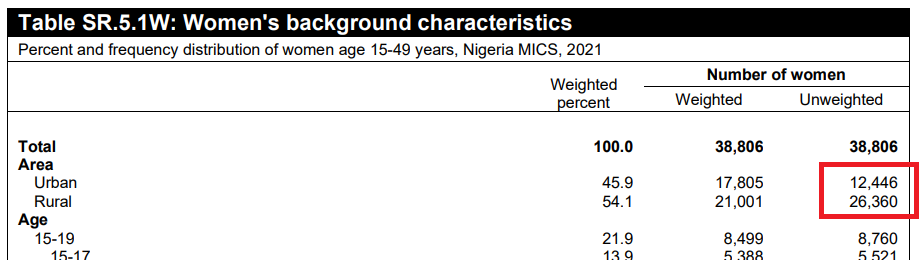 Table SR.5.1W: Women's background characteristics
Percent and frequency distribution of women age 15-49 years, Nigeria MICS, 2021
Weighted percent Number of women
Weighted Unweighted
Total 100.0 38,806 38,806
Area
Urban 45.9 17,805 12,446
Rural 54.1 21,001 26,360
Age
15-19 21.9 8,499 8,760
15-17 13.9 5,388 5,521